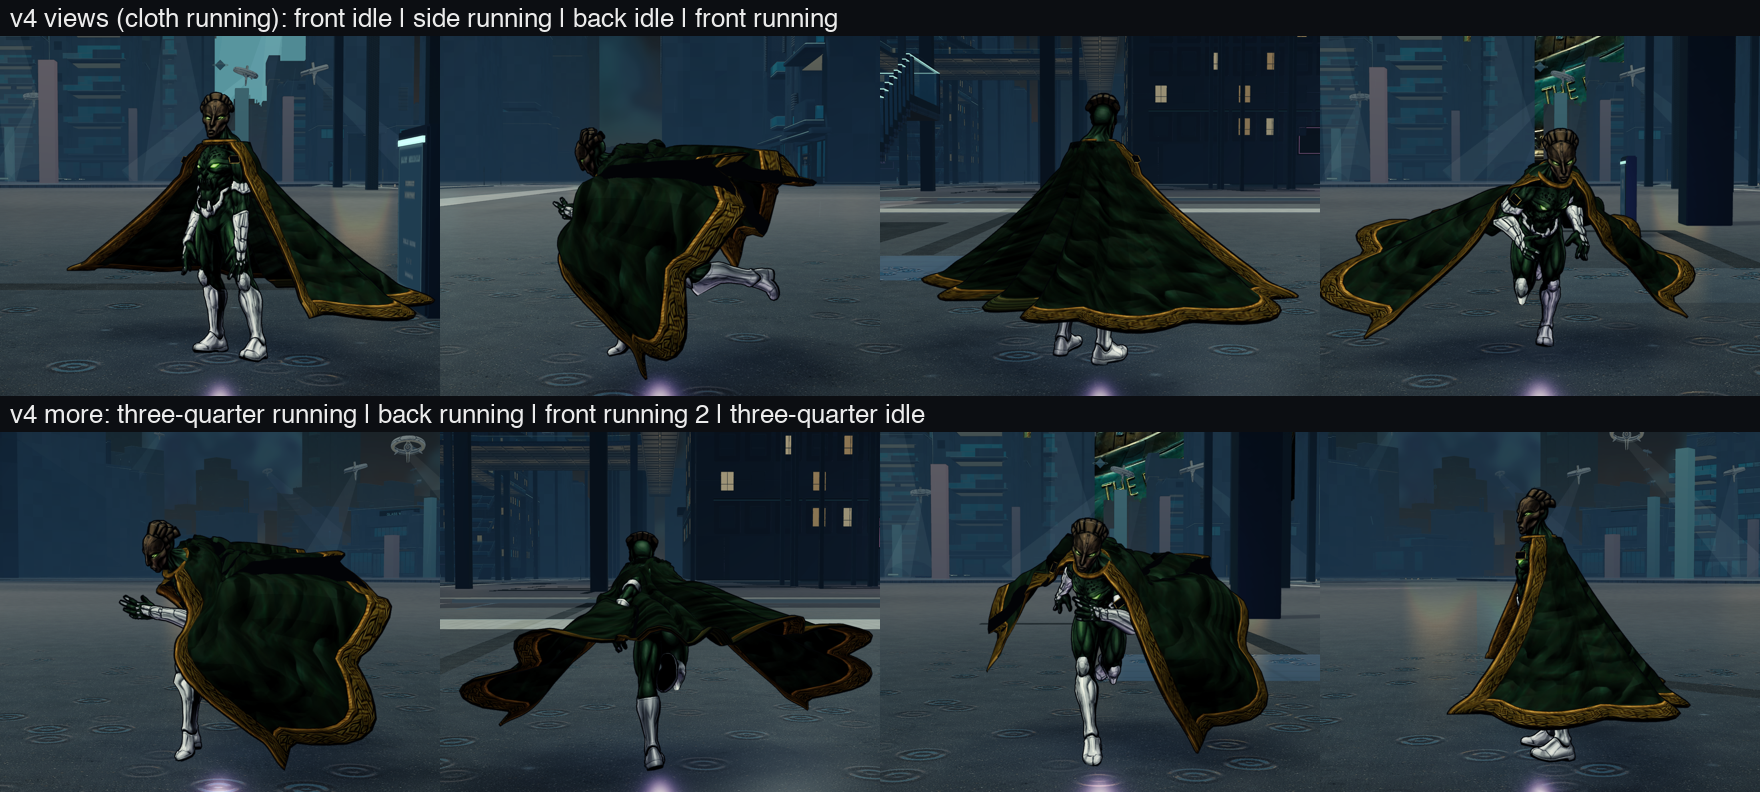 v4 views (cloth running): front idle | side running | back idle | front running
THE
v4 more: three-quarter running | back running | front running 2 | three-quarter idle
THE